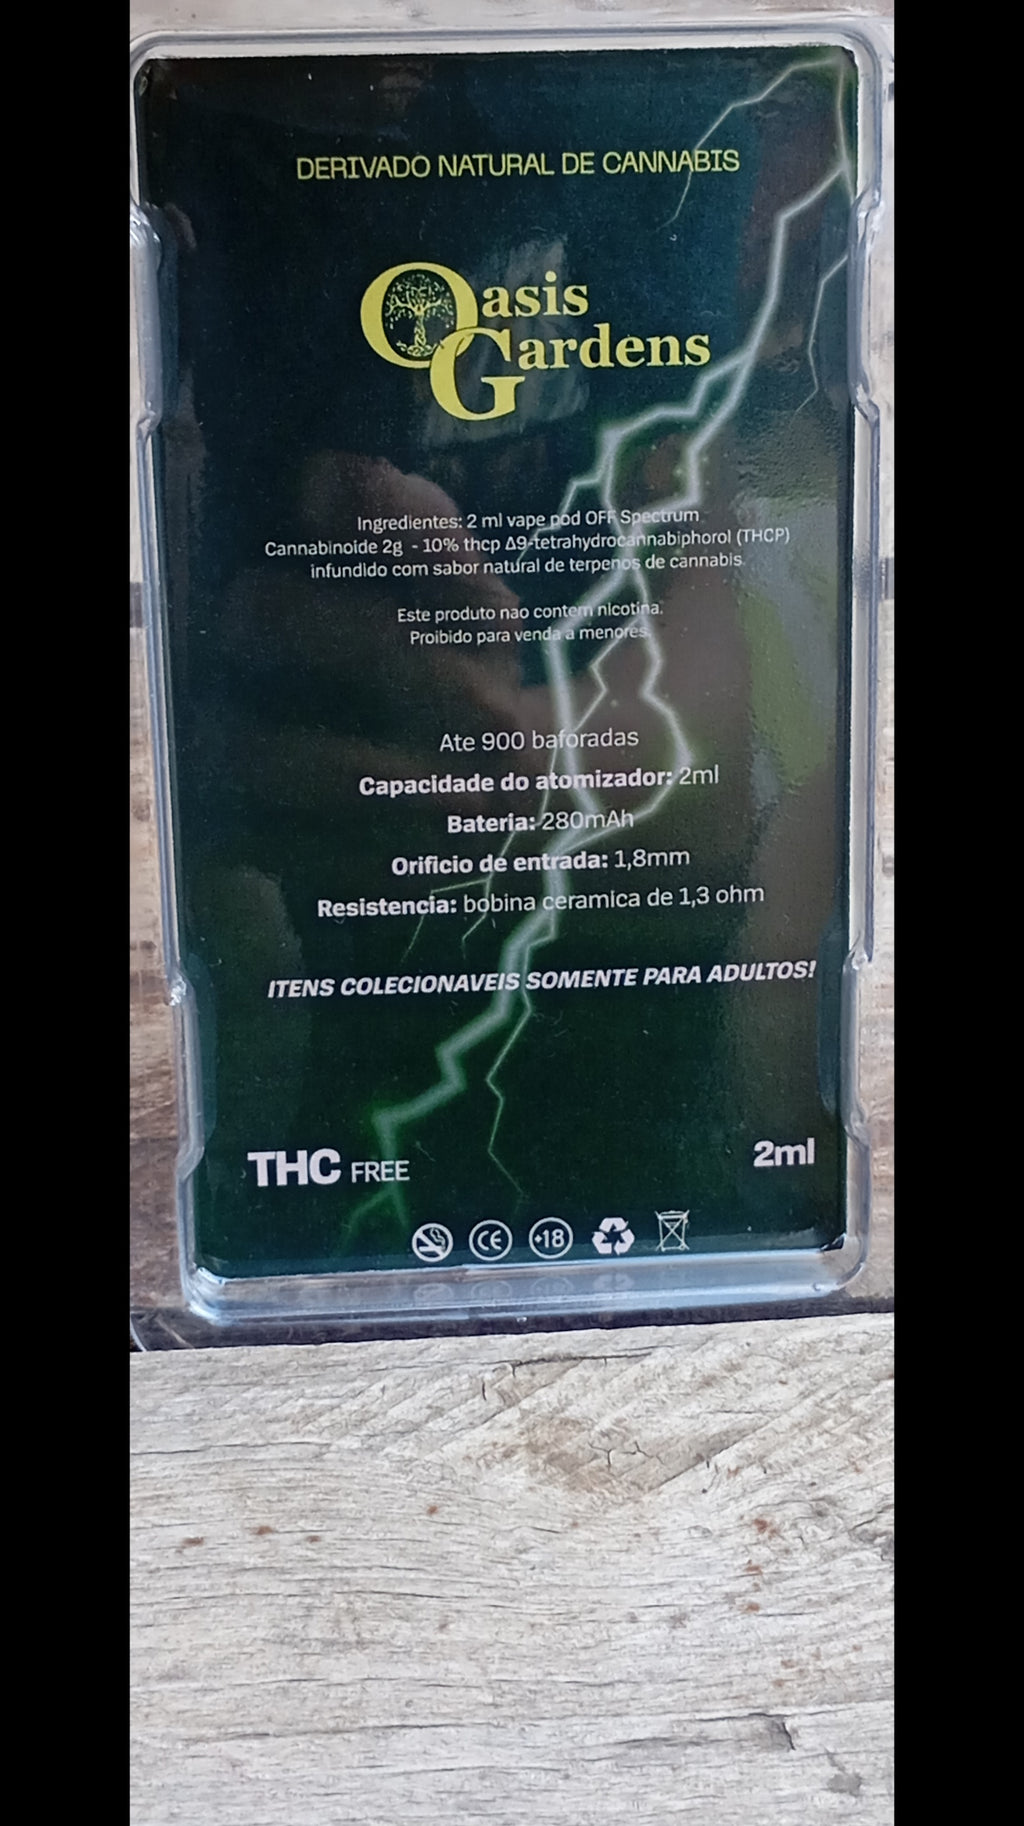 DERIVADO NATURAL DE CANNABIS
Oasis
Gardens
Ingredientes: 2 ml vape pod OFF Spectrum
Cannabinoide 2g - 10% thcp Δ9-tetrahydrocannabiphorol (THCP)
infundido com sabor natural de terpenos de cannabis.
Este produto nao contem nicotina.
Proibido para venda a menores.
Ate 900 baforadas
Capacidade do atomizador: 2ml
Bateria: 280mAh
Orificio de entrada: 1,8mm
Resistencia: bobina ceramica de 1,3 ohm
ITENS COLECIONAVEIS SOMENTE PARA ADULTOS!
THC FREE
2ml
CE +18